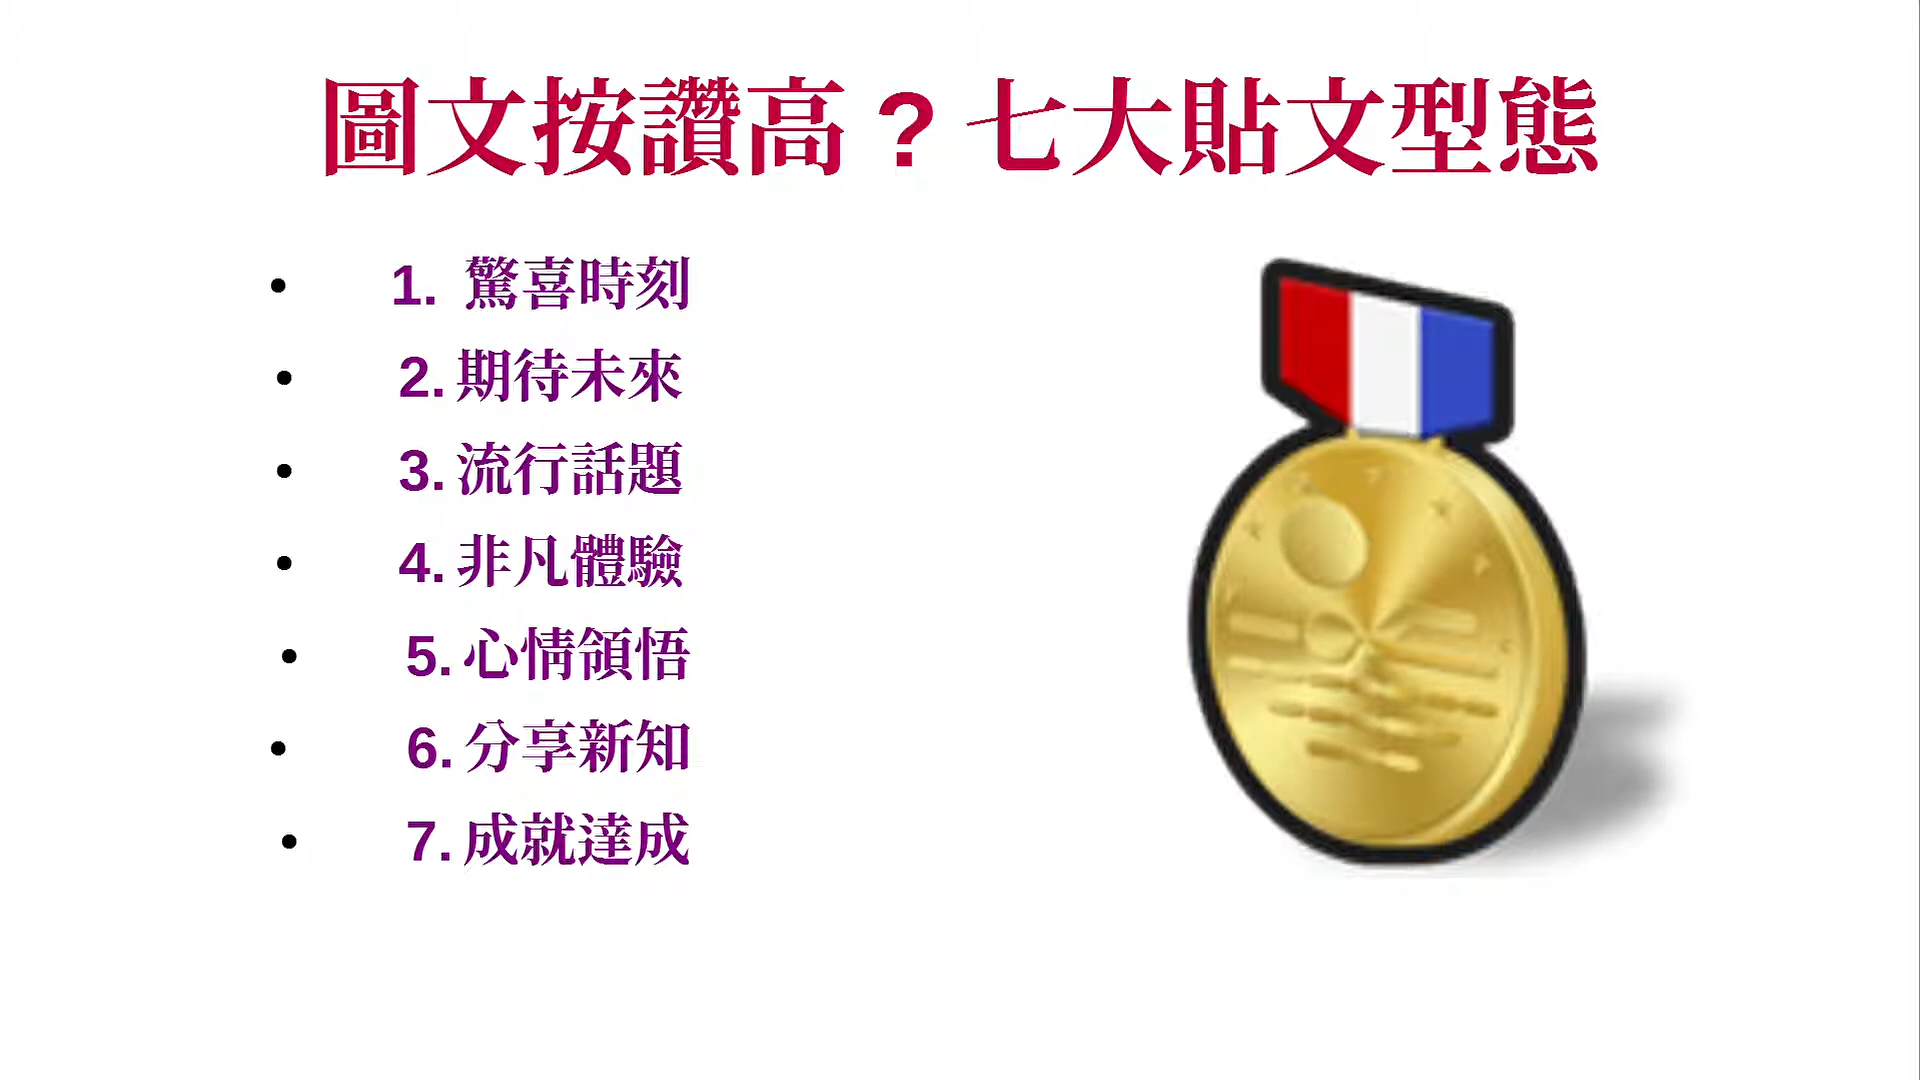 圖文按讚高？七大貼文型態
• 1. 驚喜時刻
• 2. 期待未來
• 3. 流行話題
• 4. 非凡體驗
• 5. 心情領悟
• 6. 分享新知
• 7. 成就達成